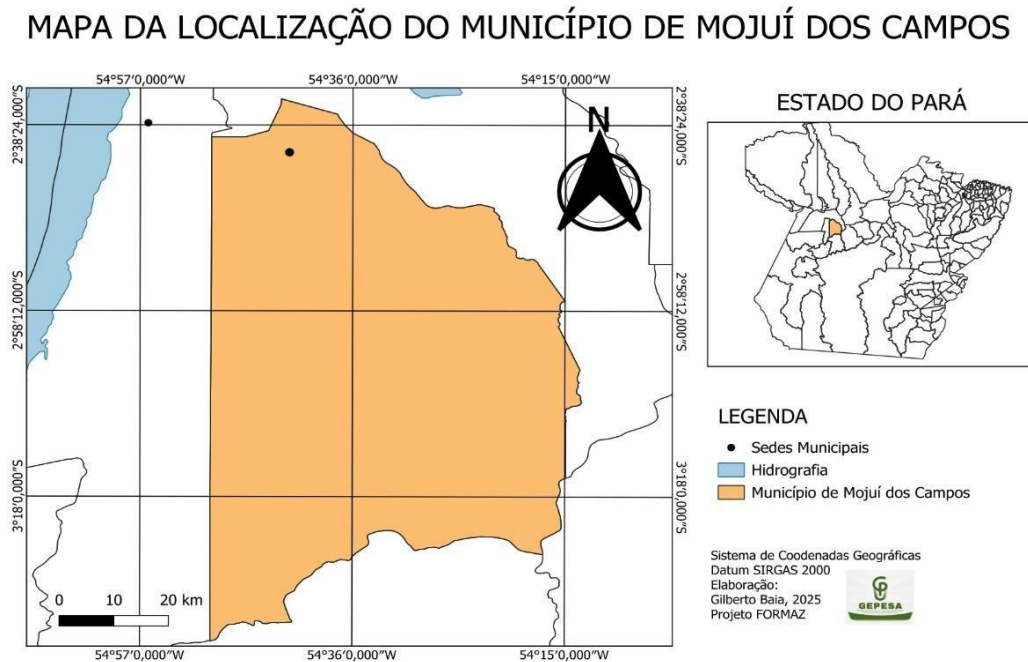 MAPA DA LOCALIZAÇÃO DO MUNICÍPIO DE MOJUÍ DOS CAMPOS
54°57'0,000"W 54°36'0,000"W 54°15'0,000"W
2°38'24,000"S
2°38'24,000"S
N
2°58'12,000"S
2°58'12,000"S
3°18'0,000"S
3°18'0,000"S
0 10 20 km
54°57'0,000"W 54°36'0,000"W 54°15'0,000"W
ESTADO DO PARÁ
LEGENDA
Sedes Municipais
Hidrografia
Município de Mojuí dos Campos
Sistema de Coodenadas Geográficas
Datum SIRGAS 2000
Elaboração:
Gilberto Baia, 2025
Projeto FORMAZ
GEPESA